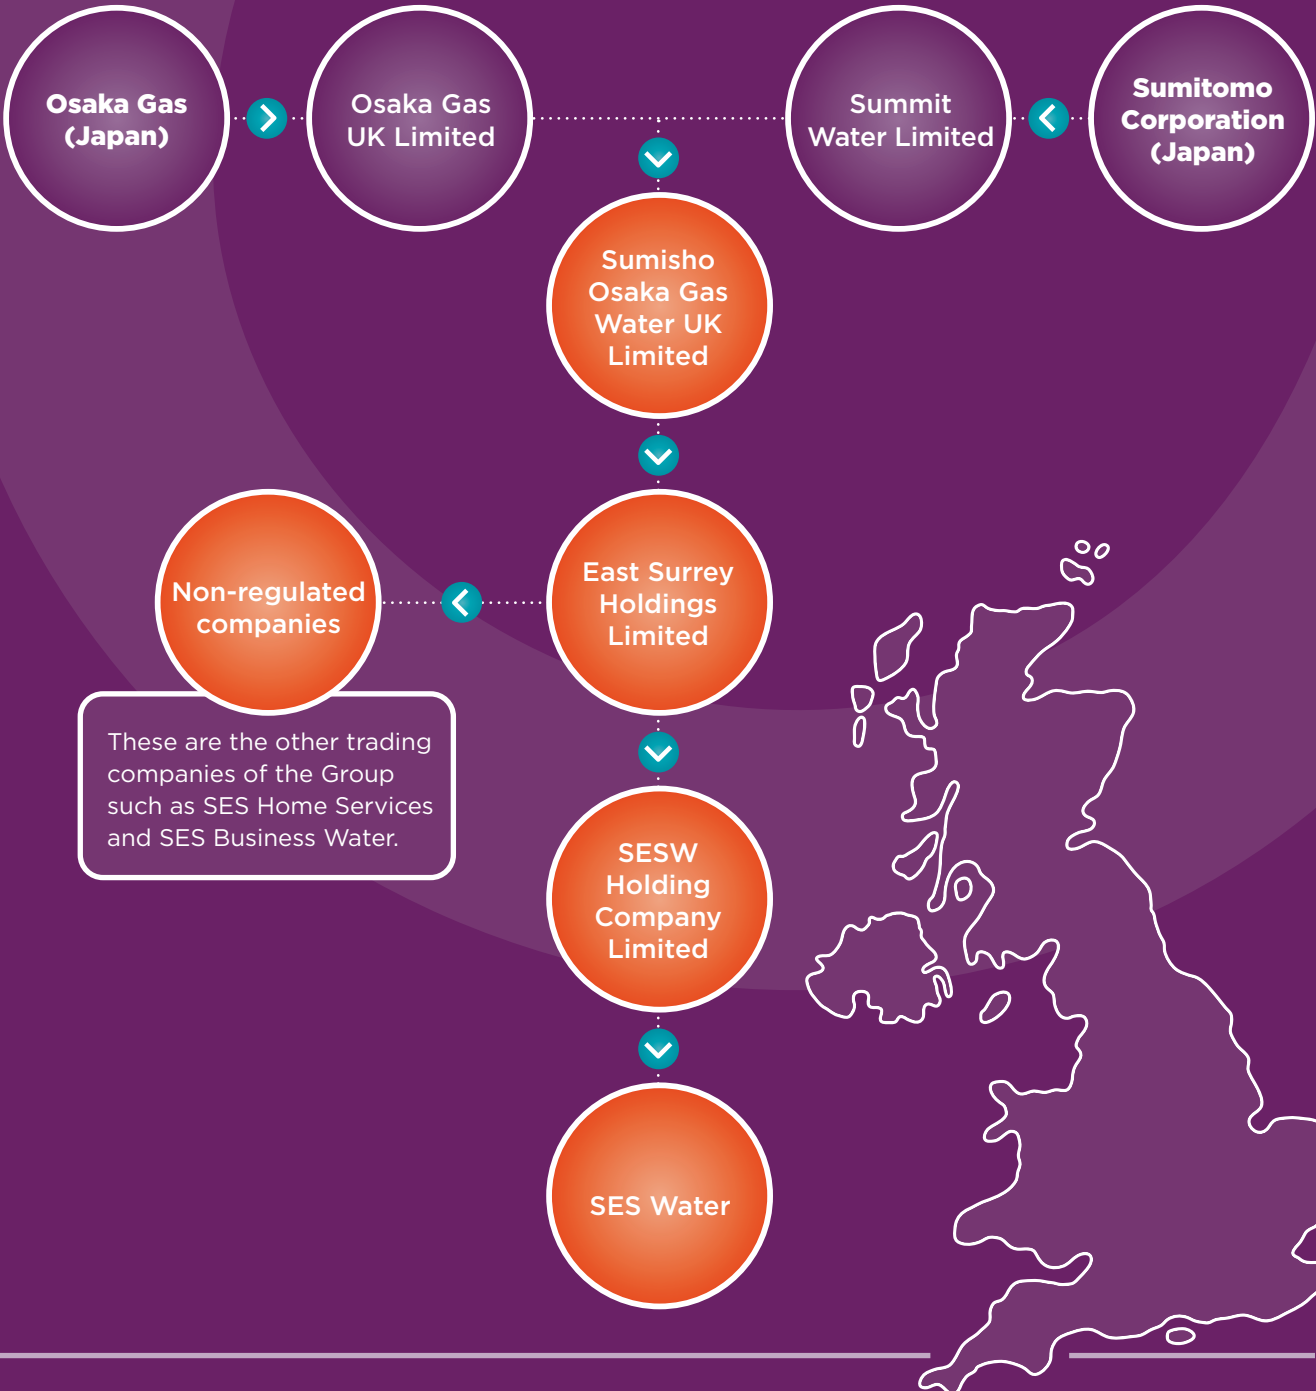 Osaka Gas
(Japan)
Osaka Gas
UK Limited
Summit
Water Limited
Sumitomo
Corporation
(Japan)
Sumisho
Osaka Gas
Water UK
Limited
Non-regulated
companies
East Surrey
Holdings
Limited
These are the other trading
companies of the Group
such as SES Home Services
and SES Business Water.
SESW
Holding
Company
Limited
SES Water